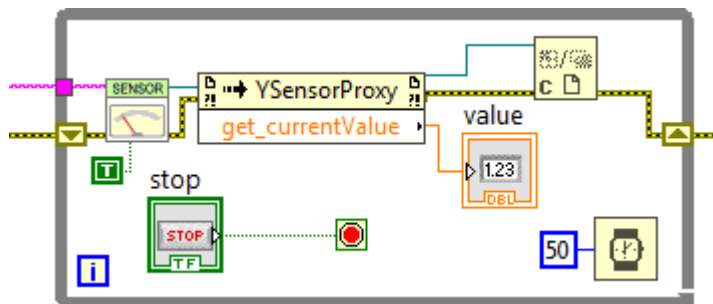 SENSOR
YSensorProxy
get_currentValue
value
1.23
DBL
T
stop
STOP
TF
i
50
C